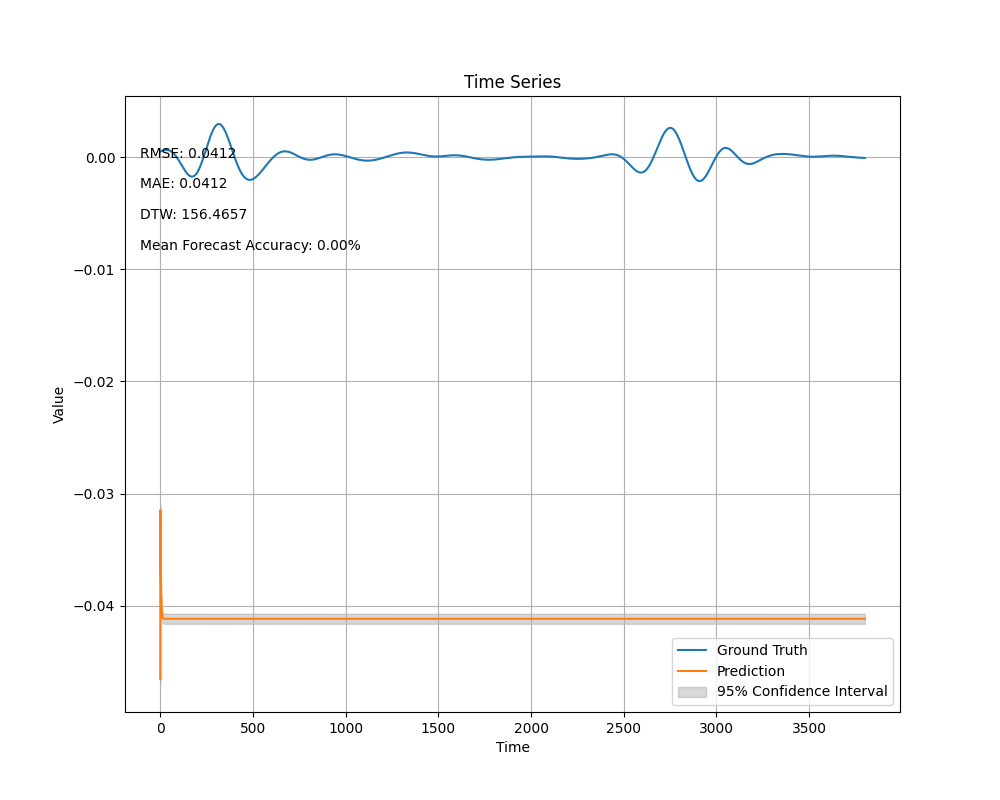 Time Series
RMSE: 0.0412
MAE: 0.0412
DTW: 156.4657
Mean Forecast Accuracy: 0.00%
0.00
−0.01
−0.02
−0.03
−0.04
Value
0 500 1000 1500 2000 2500 3000 3500
Time
Ground Truth
Prediction
95% Confidence Interval